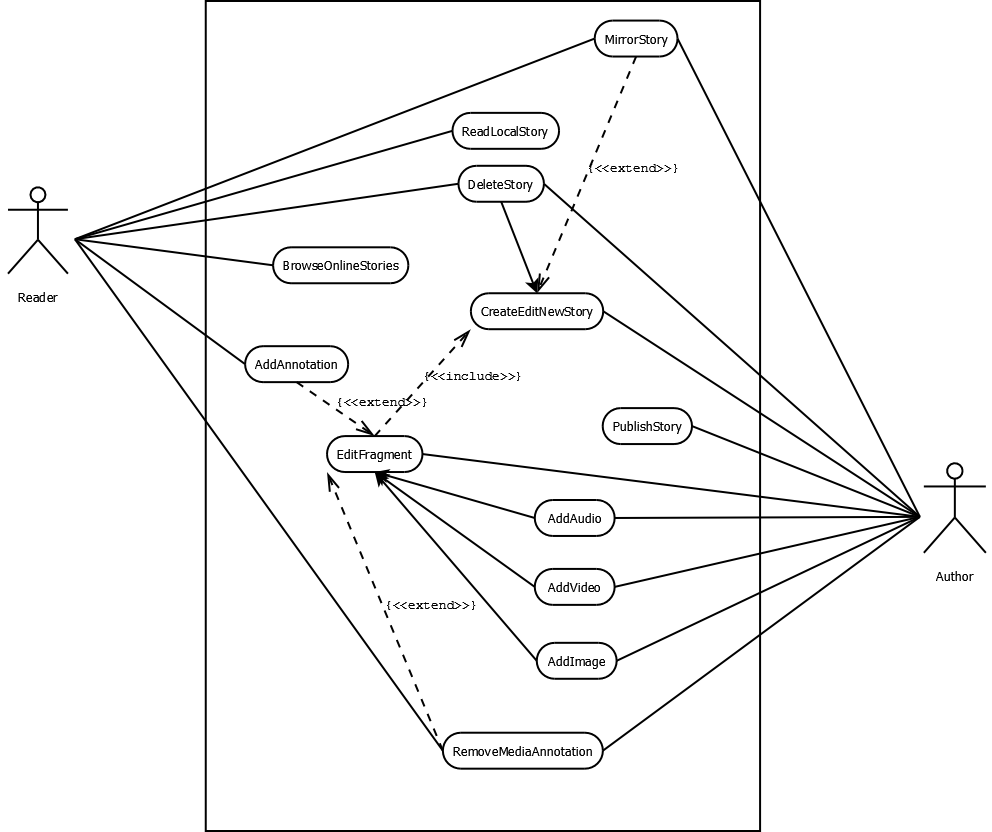 MirrorStory
ReadLocalStory
{<<extend>>}
DeleteStory
BrowseOnlineStories
Reader
CreateEditNewStory
AddAnnotation
{<<include>>}
{<<extend>>}
PublishStory
EditFragment
AddAudio
Author
AddVideo
{<<extend>>}
AddImage
RemoveMediaAnnotation